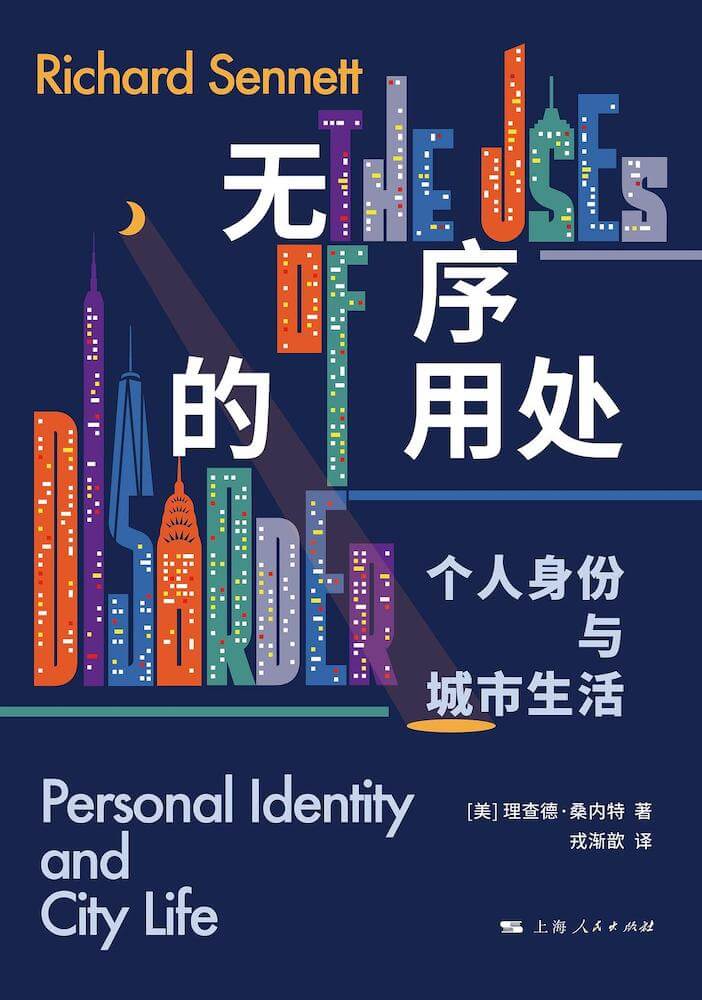 Richard Sennett
THE USES
OF
DISORDER
无序
的用处
个人身份
与
城市生活
Personal Identity
and
City Life
[美] 理查德·桑内特 著
戎渐歆 译
上海人民出版社